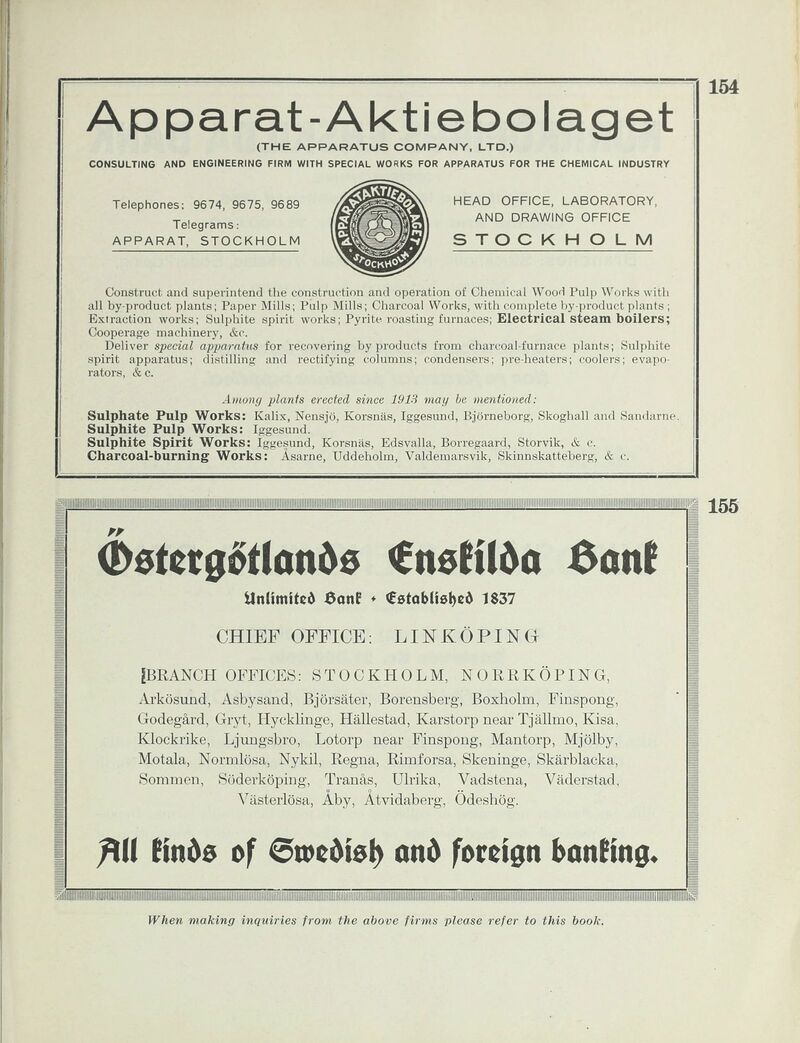 154
Apparat-Aktiebolaget
(THE APPARATUS COMPANY, LTD.)
CONSULTING AND ENGINEERING FIRM WITH SPECIAL WORKS FOR APPARATUS FOR THE CHEMICAL INDUSTRY
Telephones: 9674, 9675, 9689
Telegrams:
APPARAT, STOCKHOLM
APPARAT-AKTIEBOLAGET
STOCKHOLM
HEAD OFFICE, LABORATORY,
AND DRAWING OFFICE
STOCKHOLM
Construct and superintend the construction and operation of Chemical Wood Pulp Works with
all by-product plants; Paper Mills; Pulp Mills; Charcoal Works, with complete by-product plants;
Extraction works; Sulphite spirit works; Pyrite roasting furnaces; Electrical steam boilers;
Cooperage machinery, &c.
Deliver special apparatus for recovering by products from charcoal-furnace plants; Sulphite
spirit apparatus; distilling and rectifying columns; condensers; pre-heaters; coolers; evapo-
rators, & c.
Among plants erected since 1913 may be mentioned:
Sulphate Pulp Works: Kalix, Nensjö, Korsnäs, Iggesund, Björneborg, Skoghall and Sandarne.
Sulphite Pulp Works: Iggesund.
Sulphite Spirit Works: Iggesund, Korsnäs, Edsvalla, Borregaard, Storvik, & c.
Charcoal-burning Works: Åsarne, Uddeholm, Valdemarsvik, Skinnskatteberg, & c.
155
Östergötlands Enskilda Bank
Unlimited Bank ♦ Established 1837
CHIEF OFFICE: LINKÖPING
BRANCH OFFICES: STOCKHOLM, NORRKÖPING,
Arkösund, Asbysand, Björsäter, Borensberg, Boxholm, Finspong,
Godegård, Gryt, Hycklinge, Hällestad, Karstorp near Tjällmo, Kisa,
Klockrike, Ljungsbro, Lotorp near Finspong, Mantorp, Mjölby,
Motala, Normlösa, Nykil, Regna, Rimforsa, Skeninge, Skärblacka,
Sommen, Söderköping, Tranås, Ulrika, Vadstena, Väderstad,
Västerlösa, Åby, Åtvidaberg, Ödeshög.
All kinds of Swedish and foreign banking.
When making inquiries from the above firms please refer to this book.